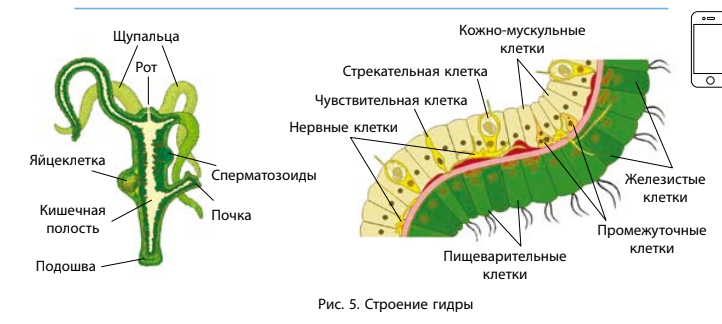 Щупальца
Рот
Яйцеклетка
Сперматозоиды
Кишечная
полость
Почка
Подошва
Кожно-мускульные
клетки
Стрекательная клетка
Чувствительная клетка
Нервные клетки
Железистые
клетки
Промежуточные
клетки
Пищеварительные
клетки
Рис. 5. Строение гидры